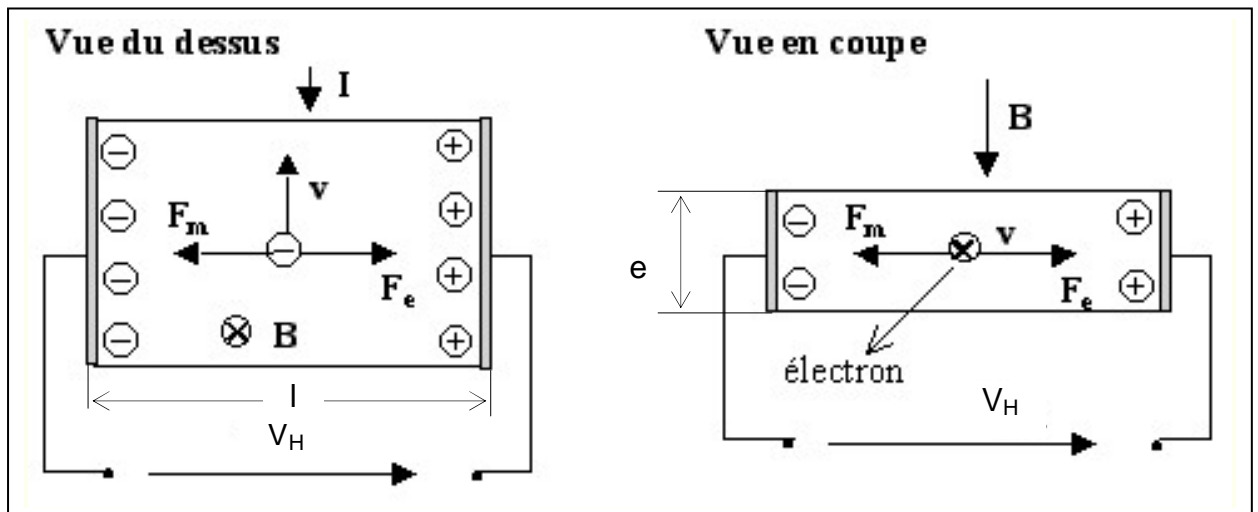 Vue du dessus
I
v
Fm
Fe
B
l
VH
Vue en coupe
B
e
Fm
v
Fe
électron
VH